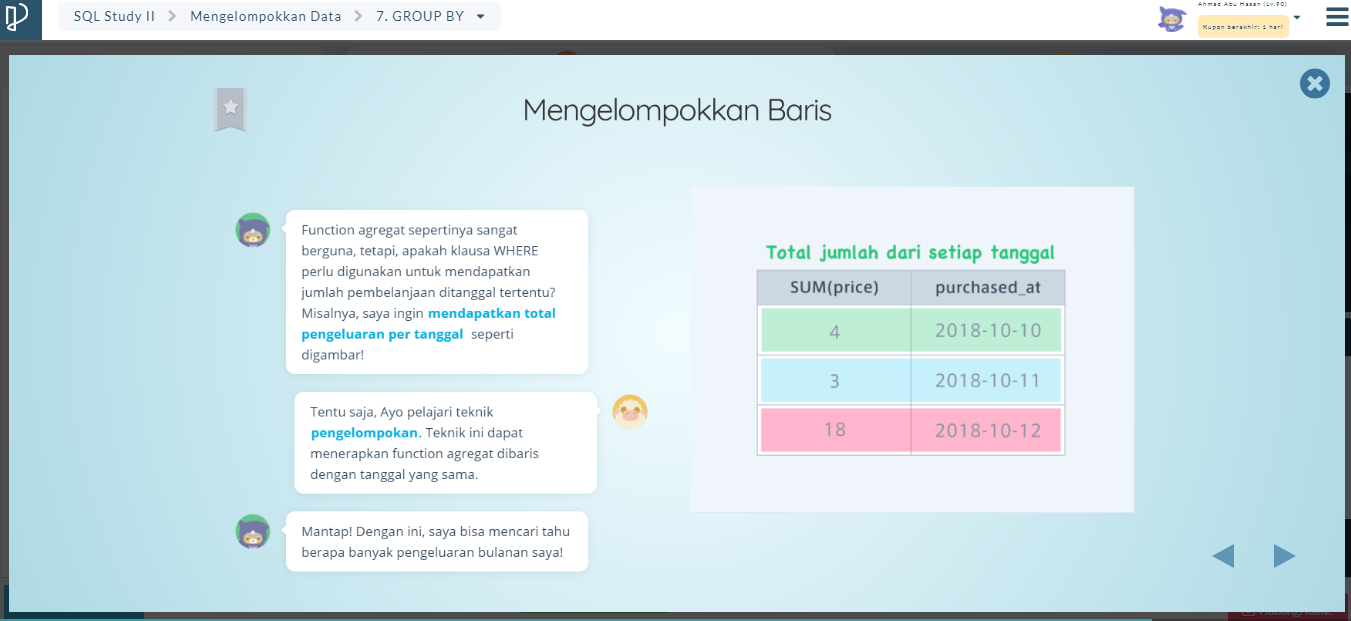 SQL Study II
Mengelompokkan Data
7. GROUP BY
Ahmad Abu Hasan (Lv.90)
Kupon berakhir: 1 hari
Mengelompokkan Baris
Function agregat sepertinya sangat
berguna, tetapi, apakah klausa WHERE
perlu digunakan untuk mendapatkan
jumlah pembelanjaan ditanggal tertentu?
Misalnya, saya ingin mendapatkan total
pengeluaran per tanggal seperti
digambar!
Tentu saja, Ayo pelajari teknik
pengelompokan. Teknik ini dapat
menerapkan function agregat dibaris
dengan tanggal yang sama.
Mantap! Dengan ini, saya bisa mencari tahu
berapa banyak pengeluaran bulanan saya!
Total jumlah dari setiap tanggal
SUM(price) purchased_at
4 2018-10-10
3 2018-10-11
18 2018-10-12